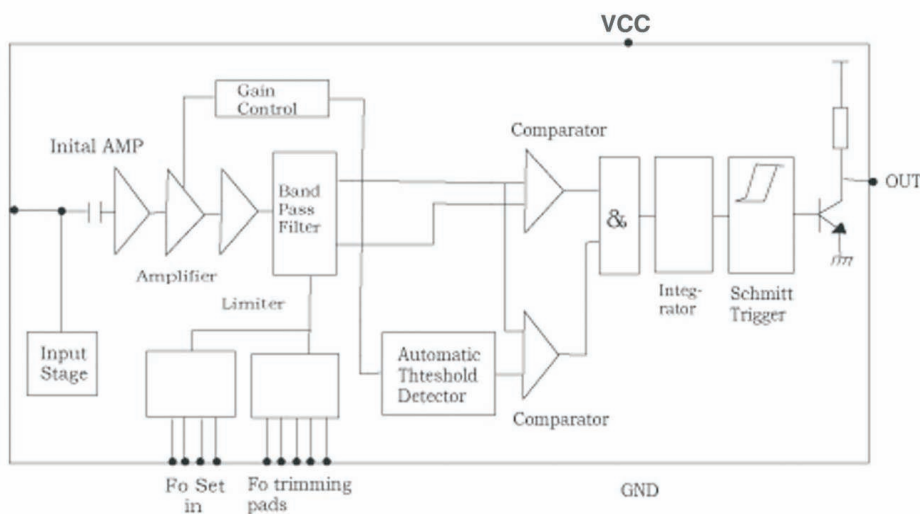 VCC
Gain
Control
Inital AMP
Comparator
Band
Pass
Filter
OUT
&
Amplifier
Limiter
Integ-
rator
Schmitt
Trigger
Input
Stage
Automatic
Thteshold
Detector
Comparator
Fo Set
in
Fo trimming
pads
GND